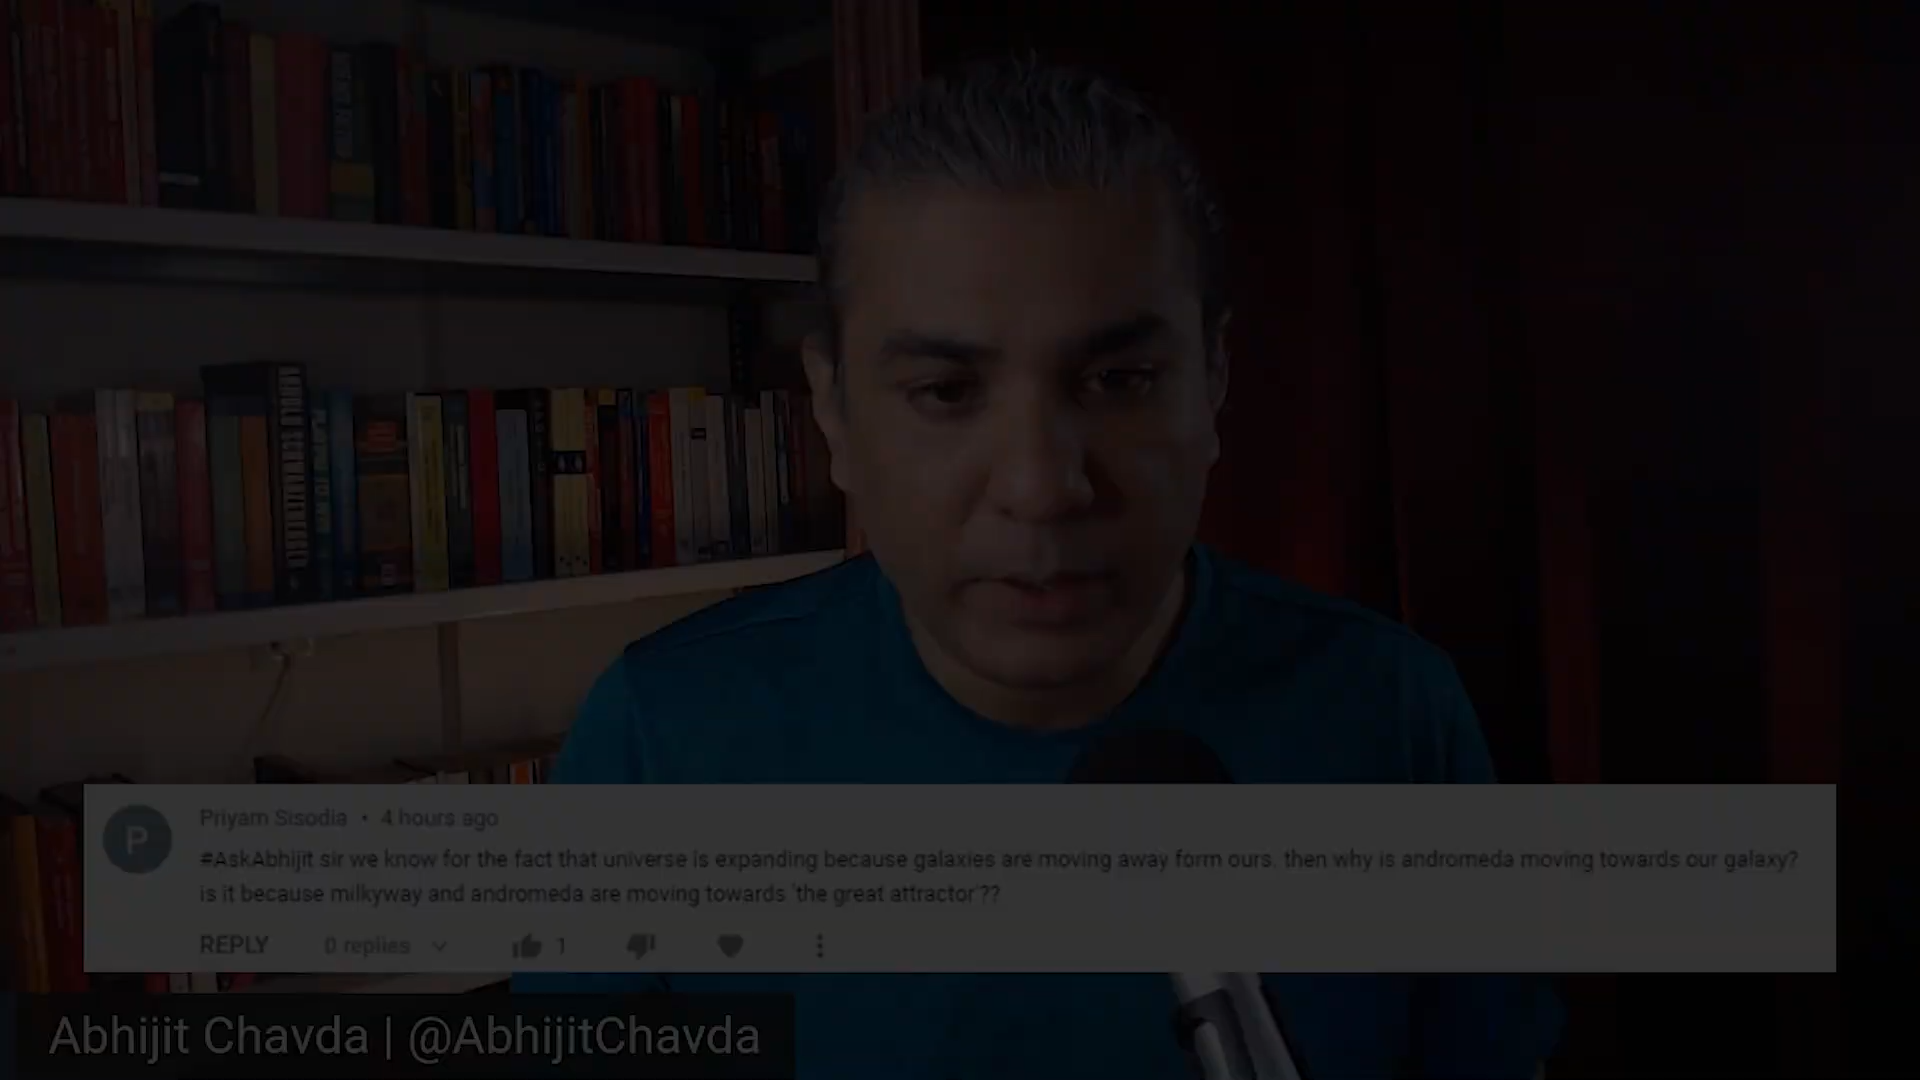 P
Priyam Sisodia • 4 hours ago
#AskAbhijit sir we know for the fact that universe is expanding because galaxies are moving away form ours. then why is andromeda moving towards our galaxy?
is it because milkyway and andromeda are moving towards 'the great attractor'??
REPLY 0 replies 1
Abhijit Chavda | @AbhijitChavda